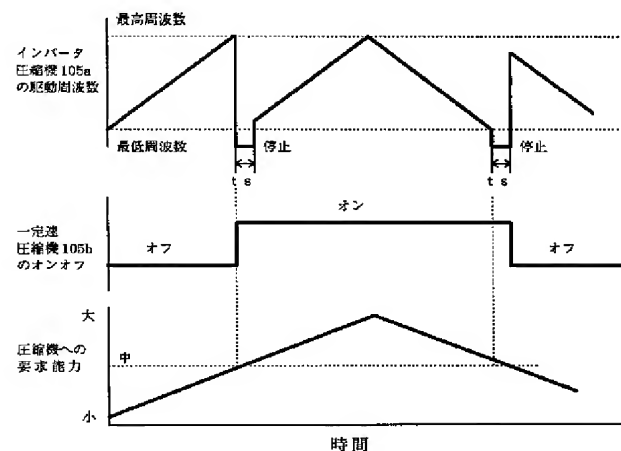 最高周波数
インバータ
圧縮機105a
の駆動周波数
最低周波数
停止
停止
ts
ts
一定速
圧縮機105b
のオンオフ
オフ
オン
オフ
大
圧縮機への
要求能力
中
小
時間